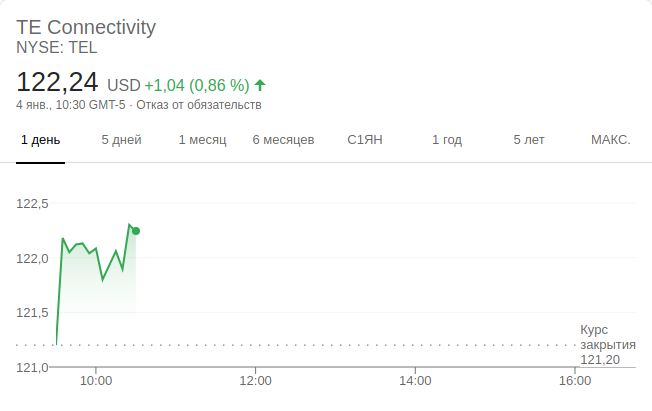 TE Connectivity
NYSE: TEL
122,24 USD +1,04 (0,86 %)
4 янв., 10:30 GMT-5 · Отказ от обязательств
1 день 5 дней 1 месяц 6 месяцев С1ЯН 1 год 5 лет МАКС.
122,5
122,0
121,5
Курс
закрытия
121,20
121,0
10:00 12:00 14:00 16:00